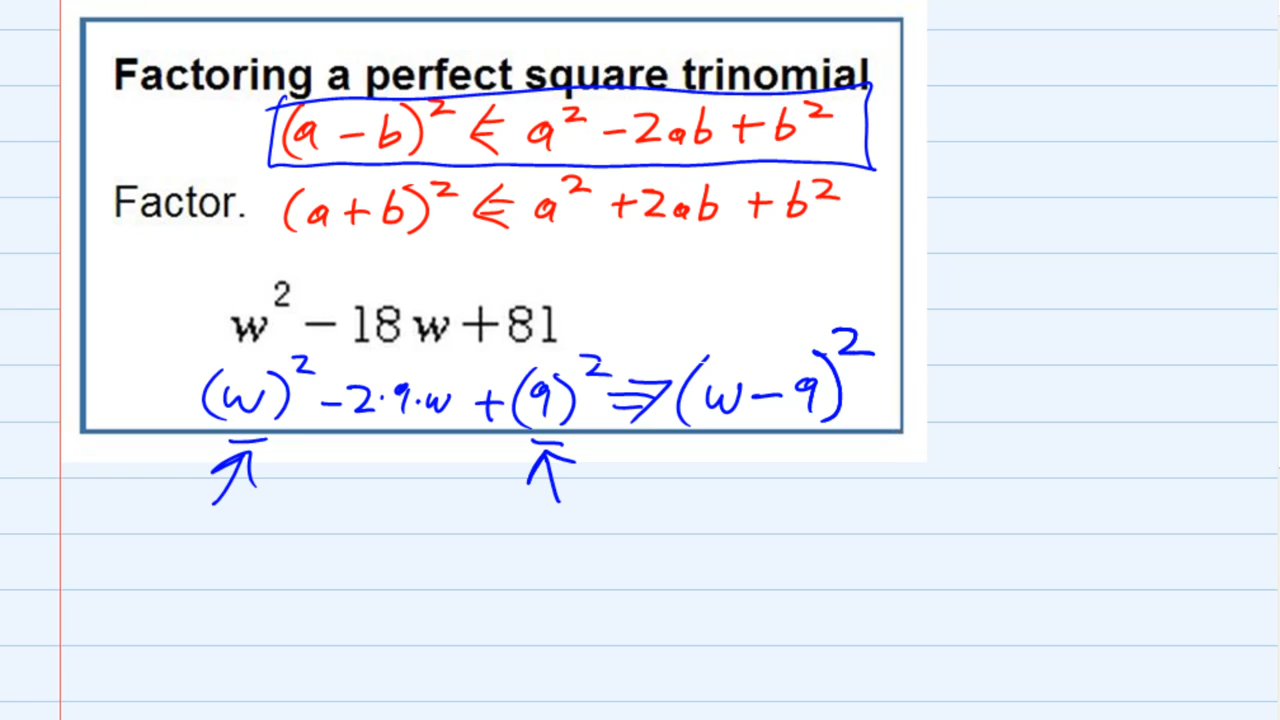 Factoring a perfect square trinomial
(a - b)² ⇐ a² - 2ab + b²
Factor. (a + b)² ⇐ a² + 2ab + b²
w² - 18w + 81
(w)² - 2·9·w + (9)² ⇒ (w - 9)²